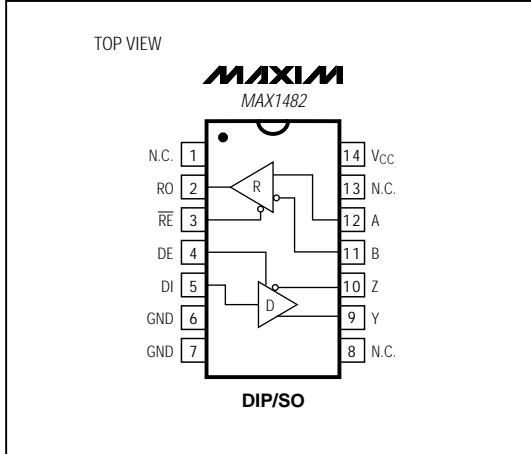 TOP VIEW
MAXIM
MAX1482
N.C. 1 14 VCC
RO 2 R 13 N.C.
RE 3 12 A
DE 4 11 B
DI 5 10 Z
D
GND 6 9 Y
GND 7 8 N.C.
DIP/SO